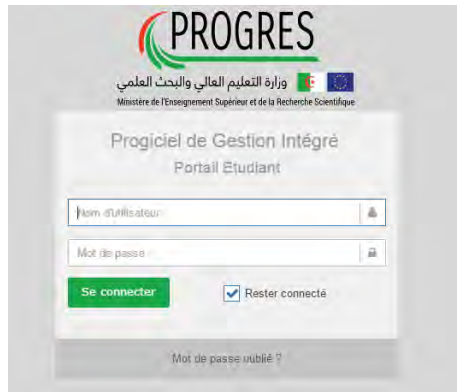 PROGRES
وزارة التعليم العالي والبحث العلمي
Ministère de l'Enseignement Supérieur et de la Recherche Scientifique
Progiciel de Gestion Intégré
Portail Etudiant
Nom d'utilisateur
Mot de passe
Se connecter
Rester connecté
Mot de passe oublié ?